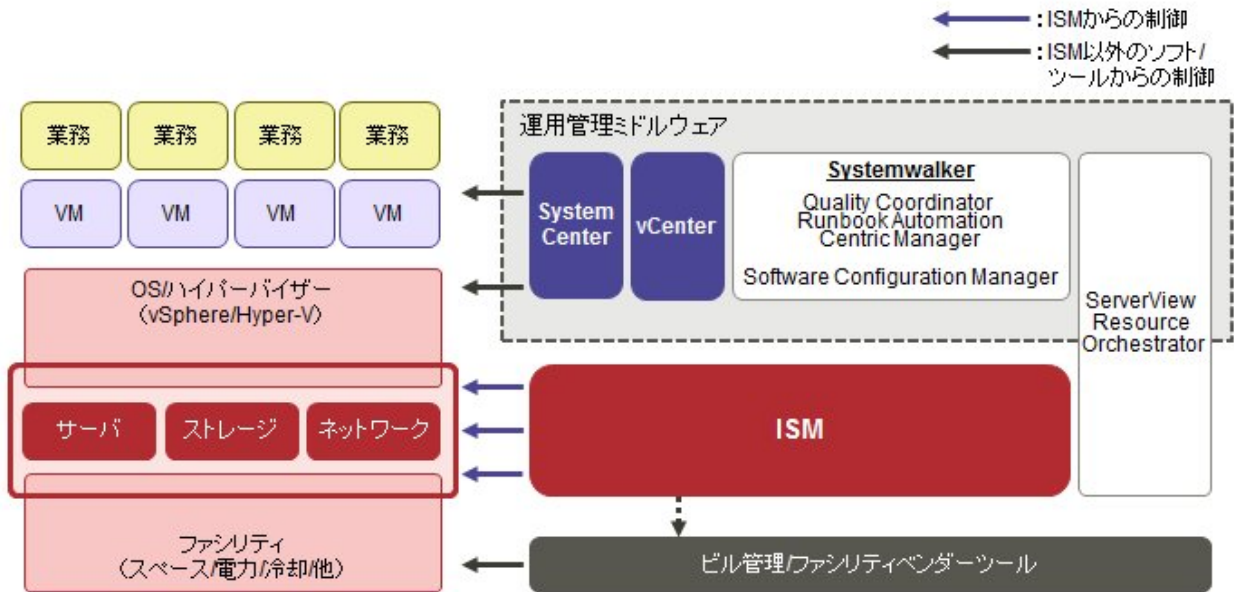 ：ISMからの制御
：ISM以外のソフト/
ツールからの制御
業務
業務
業務
業務
VM
VM
VM
VM
OS/ハイパーバイザー
（vSphere/Hyper-V）
サーバ
ストレージ
ネットワーク
ファシリティ
（スペース/電力/冷却/他）
運用管理ミドルウェア
System
Center
vCenter
Systemwalker
Quality Coordinator
Runbook Automation
Centric Manager
Software Configuration Manager
ServerView
Resource
Orchestrator
ISM
ビル管理/ファシリティベンダーツール